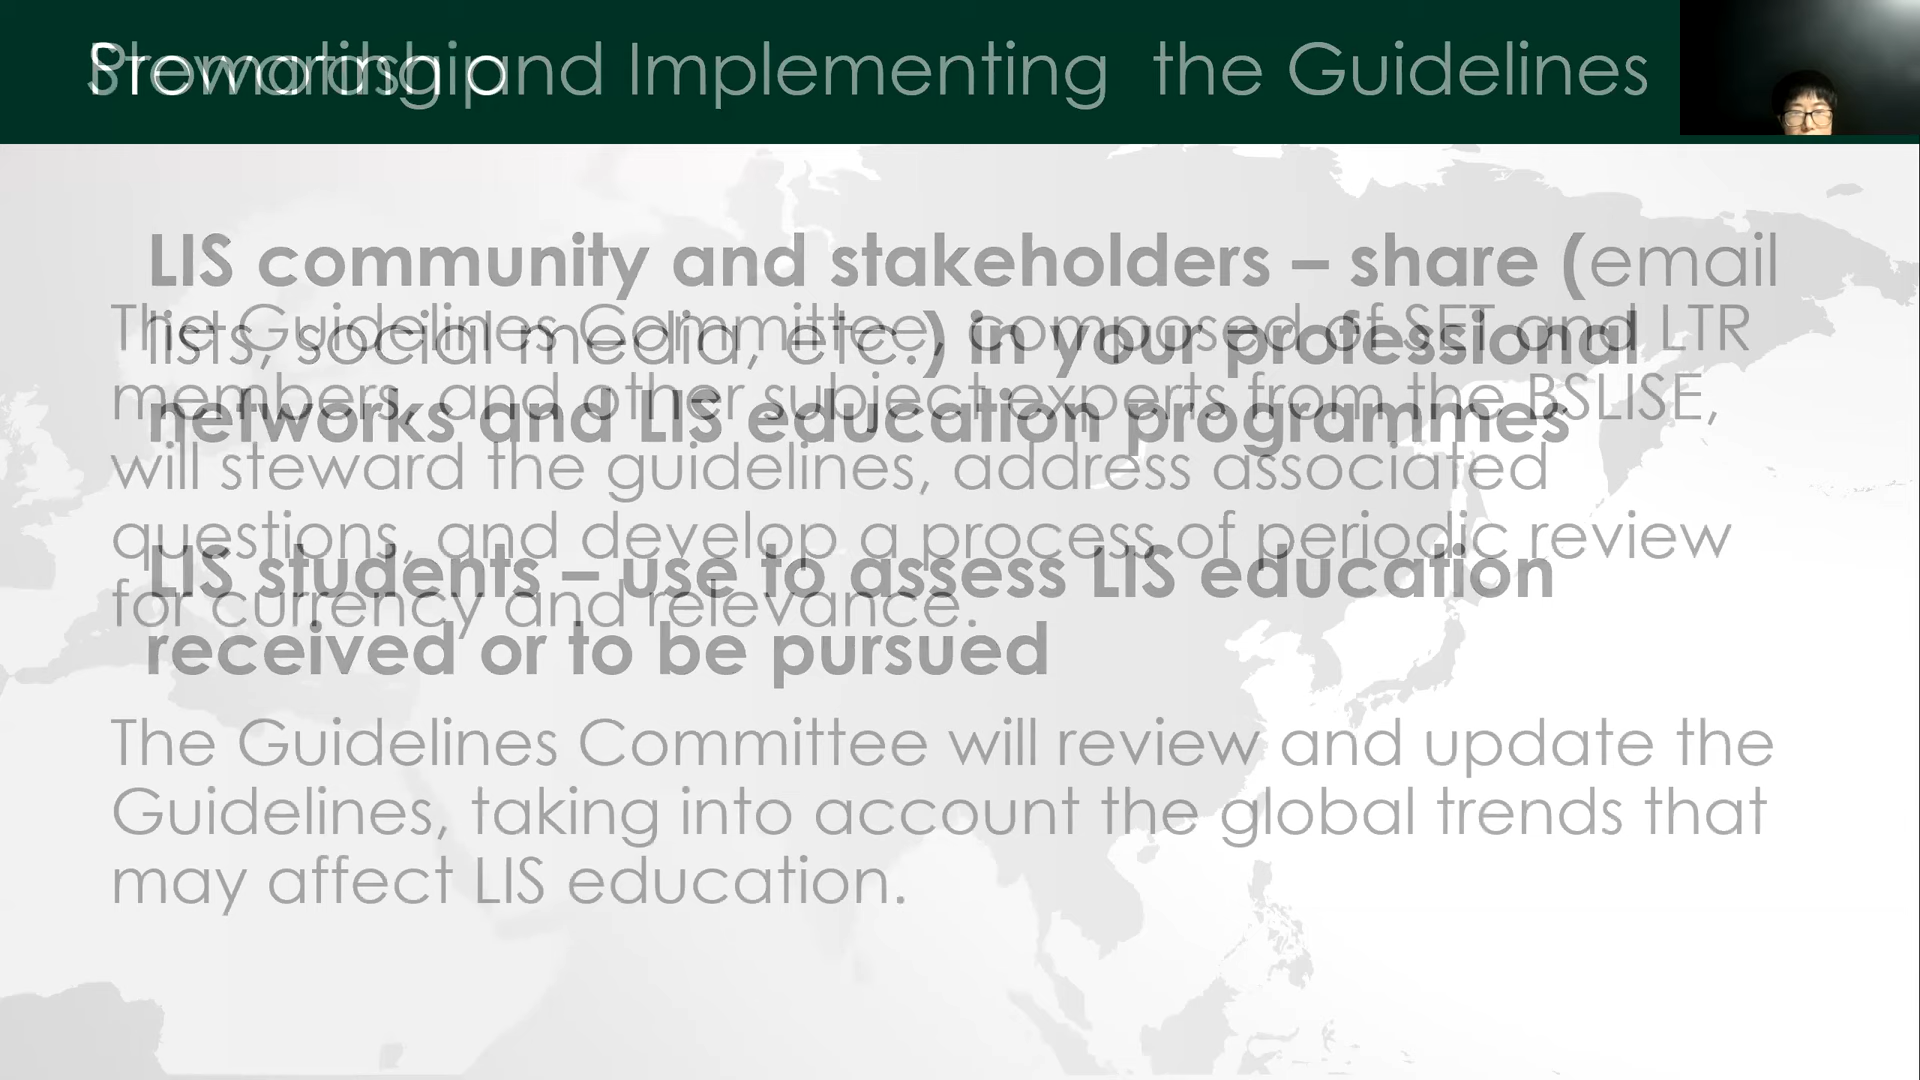 Promoting and Implementing the Guidelines
Stewardship
LIS community and stakeholders – share (email
lists, social media, etc.) in your professional
networks and LIS education programmes
LIS students – use to assess LIS education
received or to be pursued
The Guidelines Committee, composed of SET and LTR
members, and other subject experts from the BSLISE,
will steward the guidelines, address associated
questions, and develop a process of periodic review
for currency and relevance.
The Guidelines Committee will review and update the
Guidelines, taking into account the global trends that
may affect LIS education.